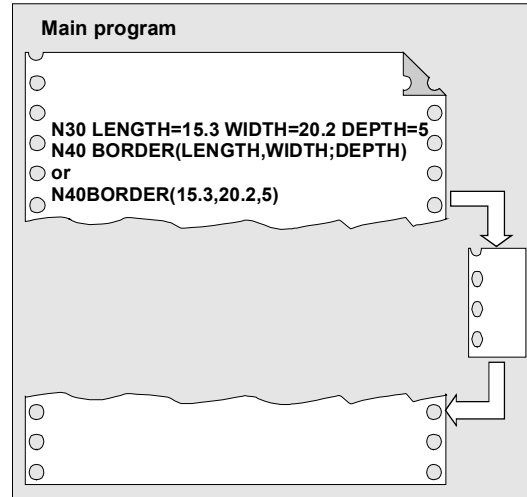 Main program
N30 LENGTH=15.3 WIDTH=20.2 DEPTH=5
N40 BORDER(LENGTH,WIDTH;DEPTH)
or
N40BORDER(15.3,20.2,5)